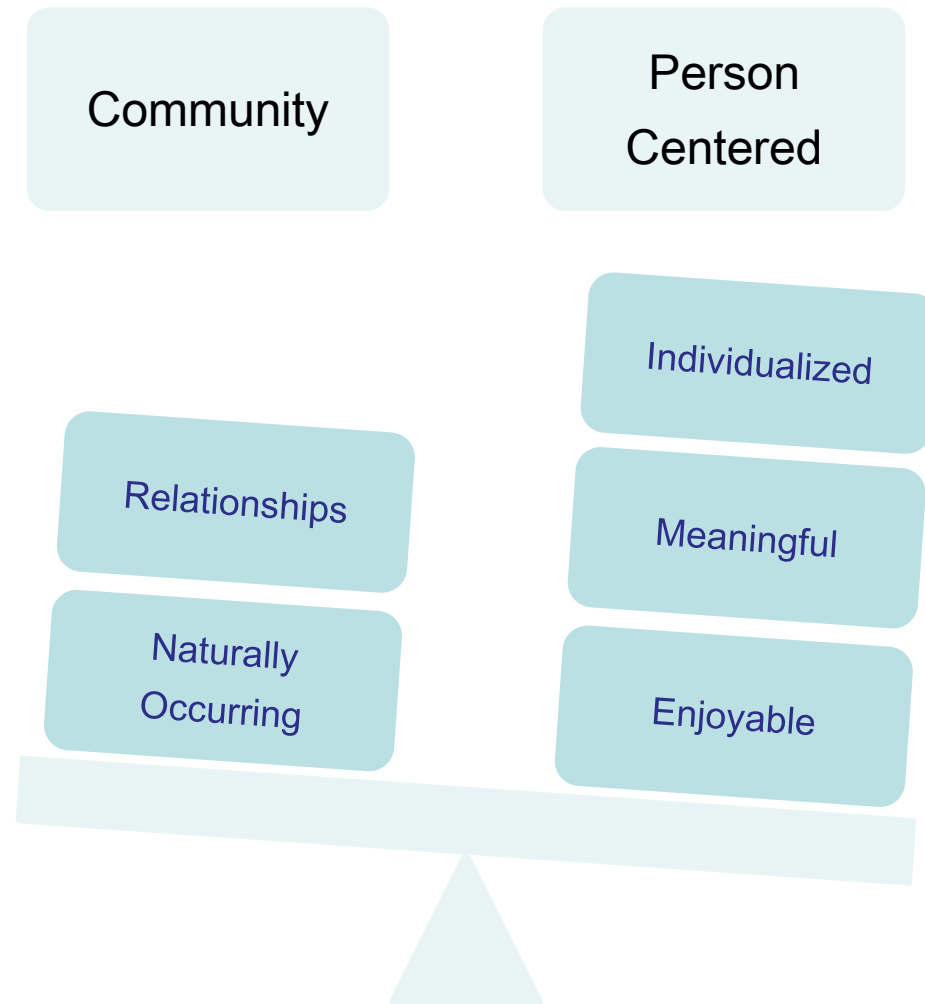 Community
Person
Centered
Individualized
Relationships
Meaningful
Naturally
Occurring
Enjoyable